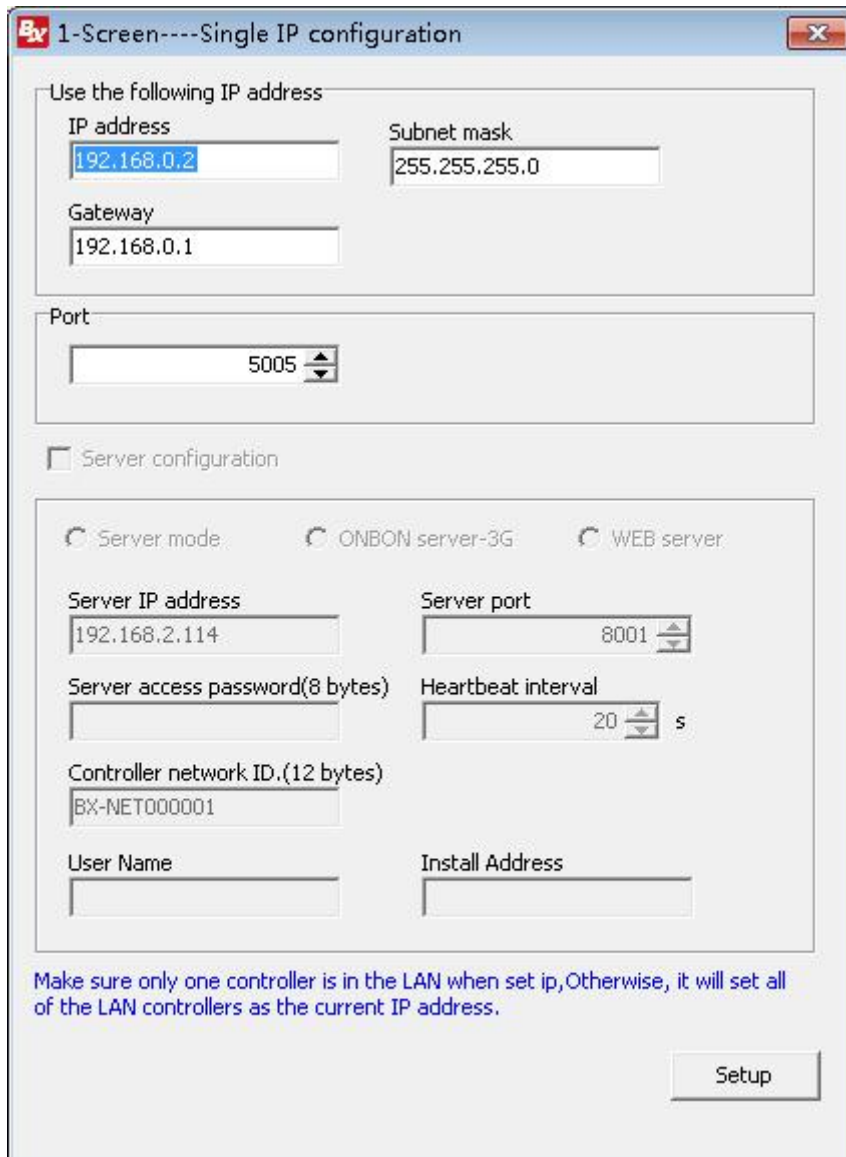 BX 1-Screen----Single IP configuration
Use the following IP address
IP address
Subnet mask
192.168.0.2
255.255.255.0
Gateway
192.168.0.1
Port
5005
Server configuration
Server mode ONBON server-3G WEB server
Server IP address Server port
192.168.2.114 8001
Server access password(8 bytes) Heartbeat interval
20 s
Controller network ID.(12 bytes)
BX-NET000001
User Name Install Address
Make sure only one controller is in the LAN when set ip,Otherwise, it will set all
of the LAN controllers as the current IP address.
Setup